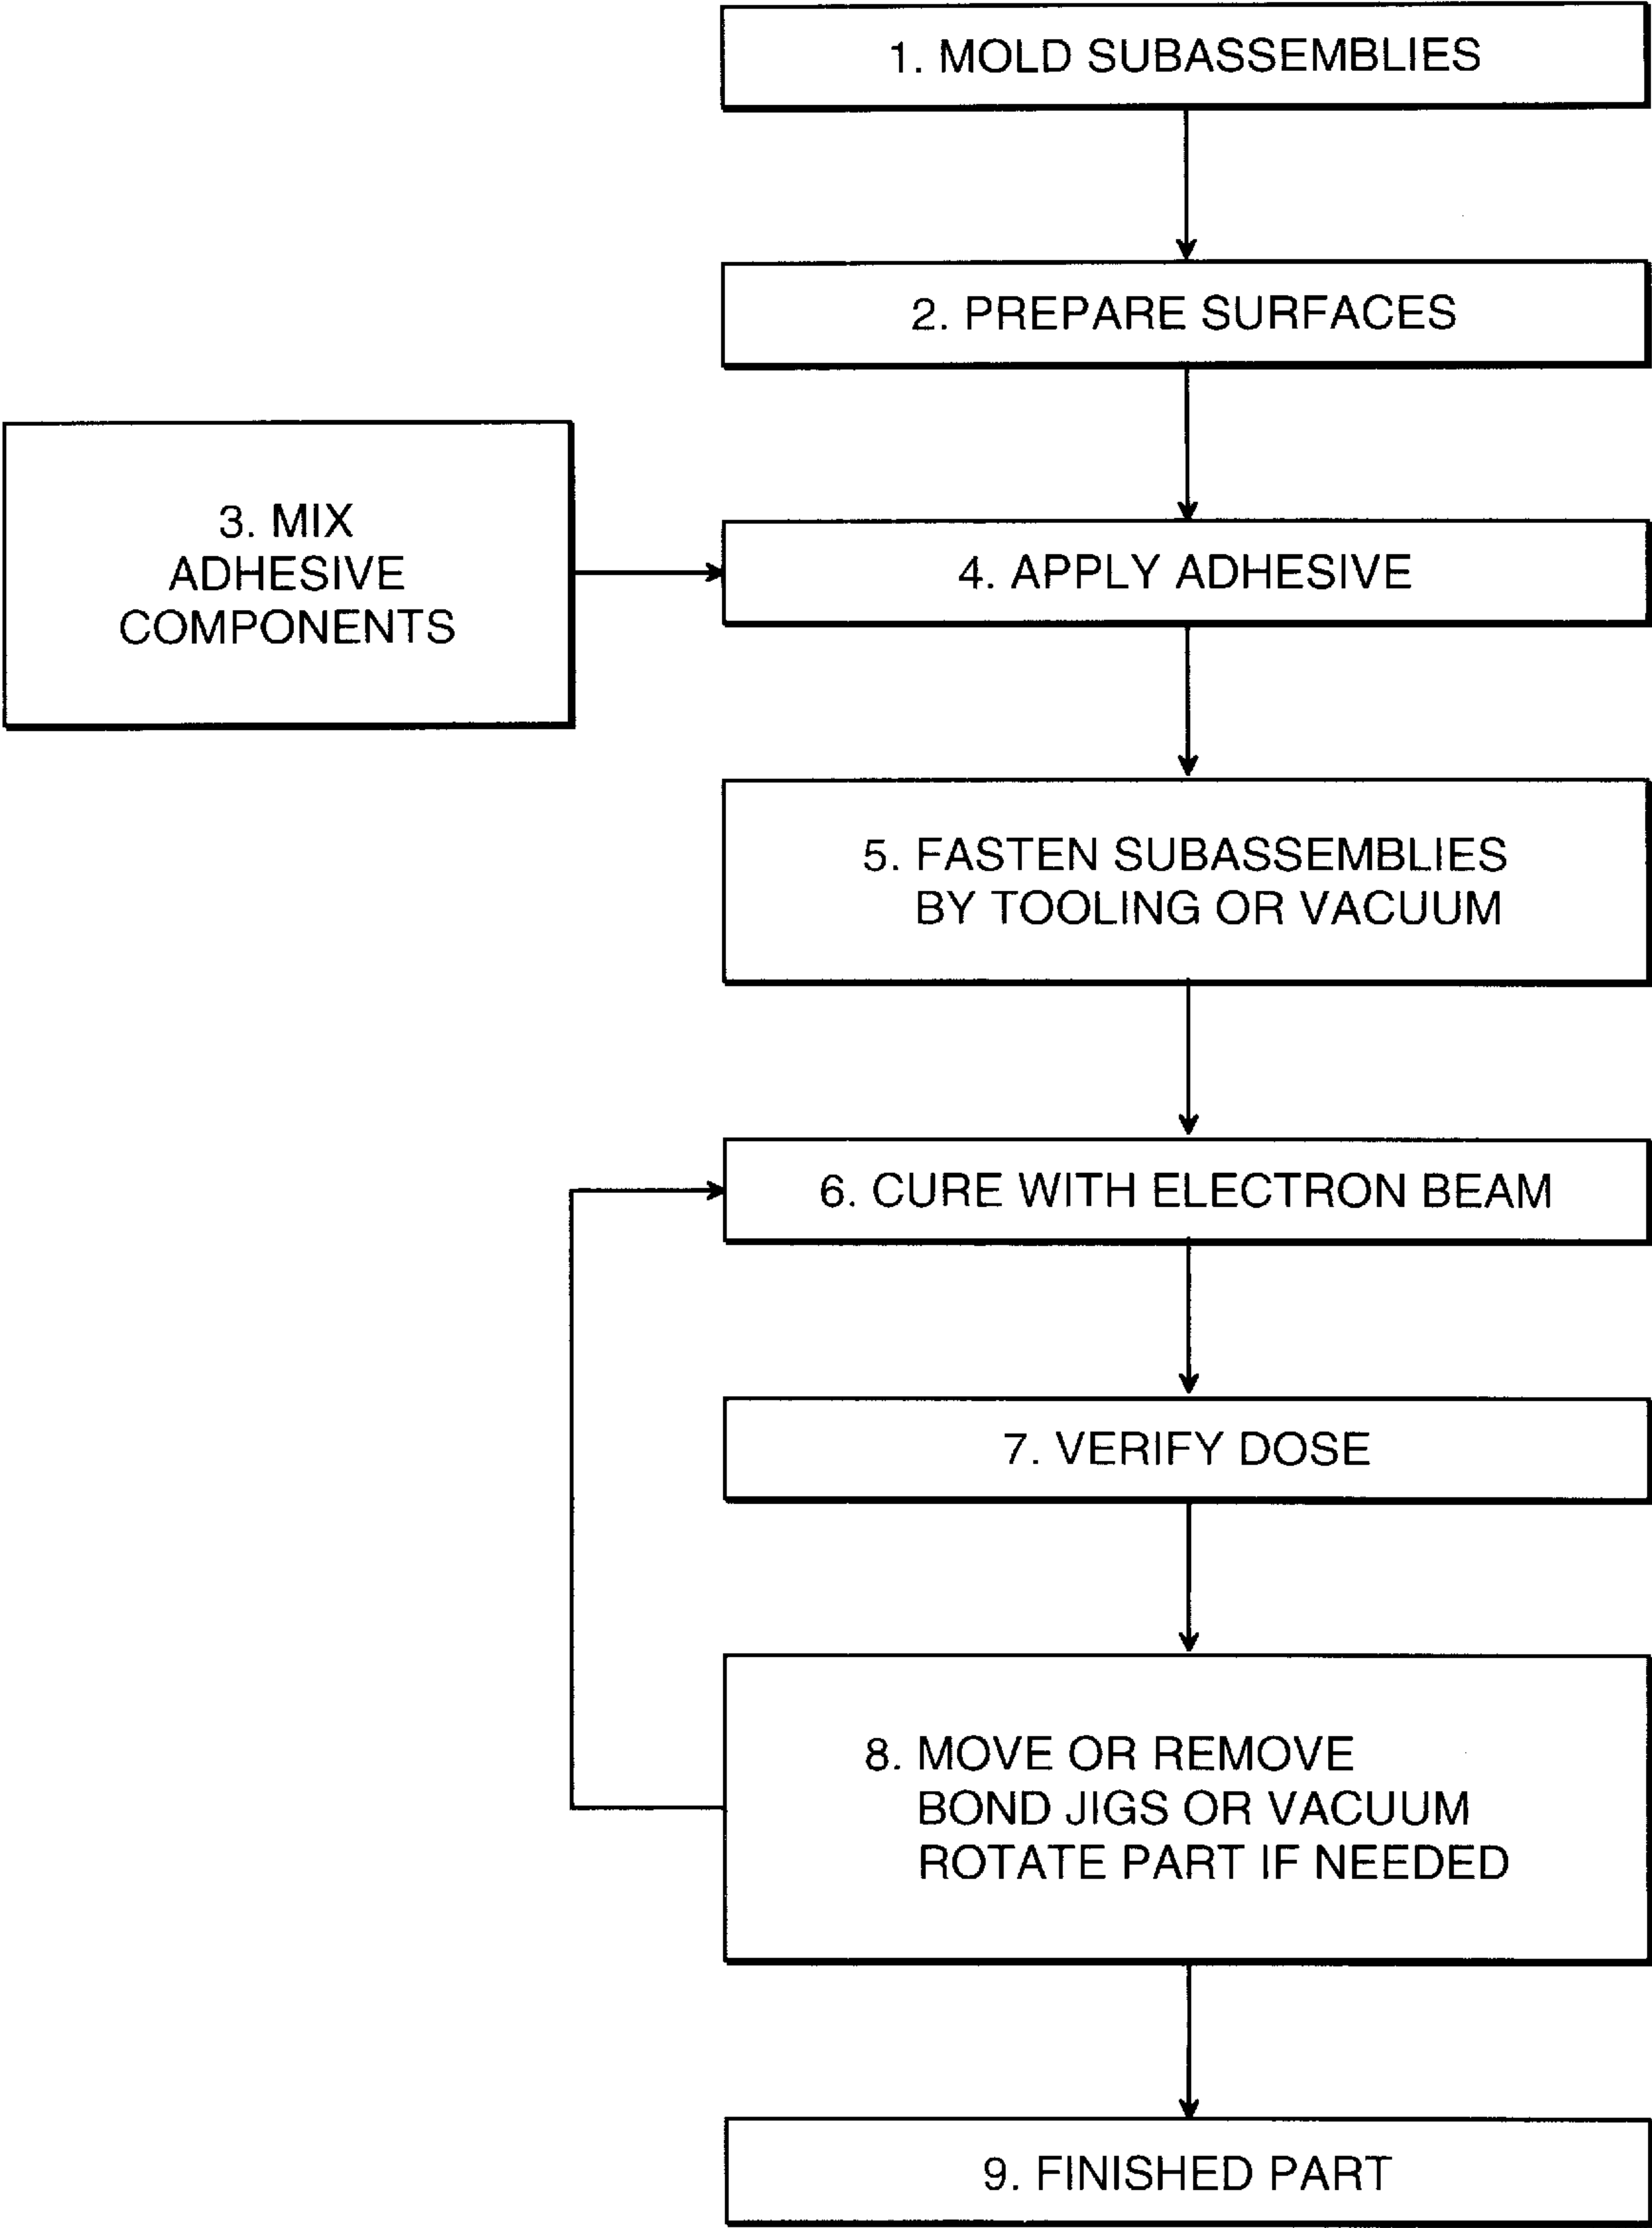 1. MOLD SUBASSEMBLIES
2. PREPARE SURFACES
3. MIX
ADHESIVE
COMPONENTS
4. APPLY ADHESIVE
5. FASTEN SUBASSEMBLIES
BY TOOLING OR VACUUM
6. CURE WITH ELECTRON BEAM
7. VERIFY DOSE
8. MOVE OR REMOVE
BOND JIGS OR VACUUM
ROTATE PART IF NEEDED
9. FINISHED PART